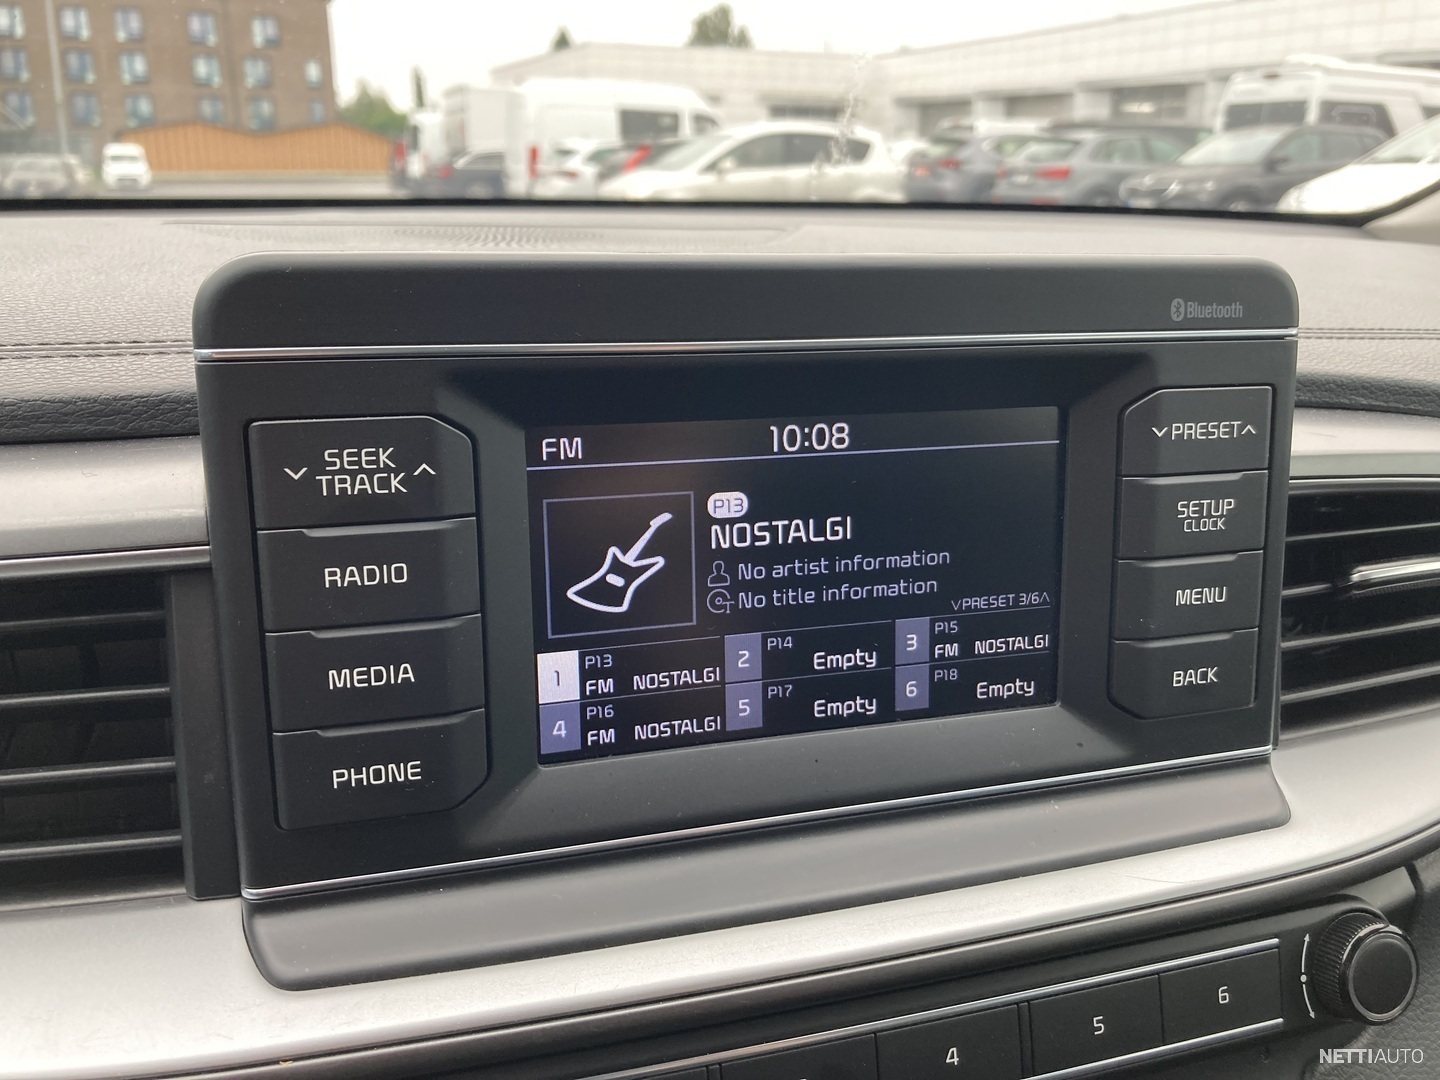 Bluetooth
SEEK
TRACK
RADIO
MEDIA
PHONE
FM
10:08
P13
NOSTALGI
No artist information
No title information
PRESET 3/6
1 P13 FM NOSTALGI
2 P14 Empty
3 P15 FM NOSTALGI
4 P16 FM NOSTALGI
5 P17 Empty
6 P18 Empty
PRESET
SETUP
CLOCK
MENU
BACK
4
5
6
NETTIAUTO